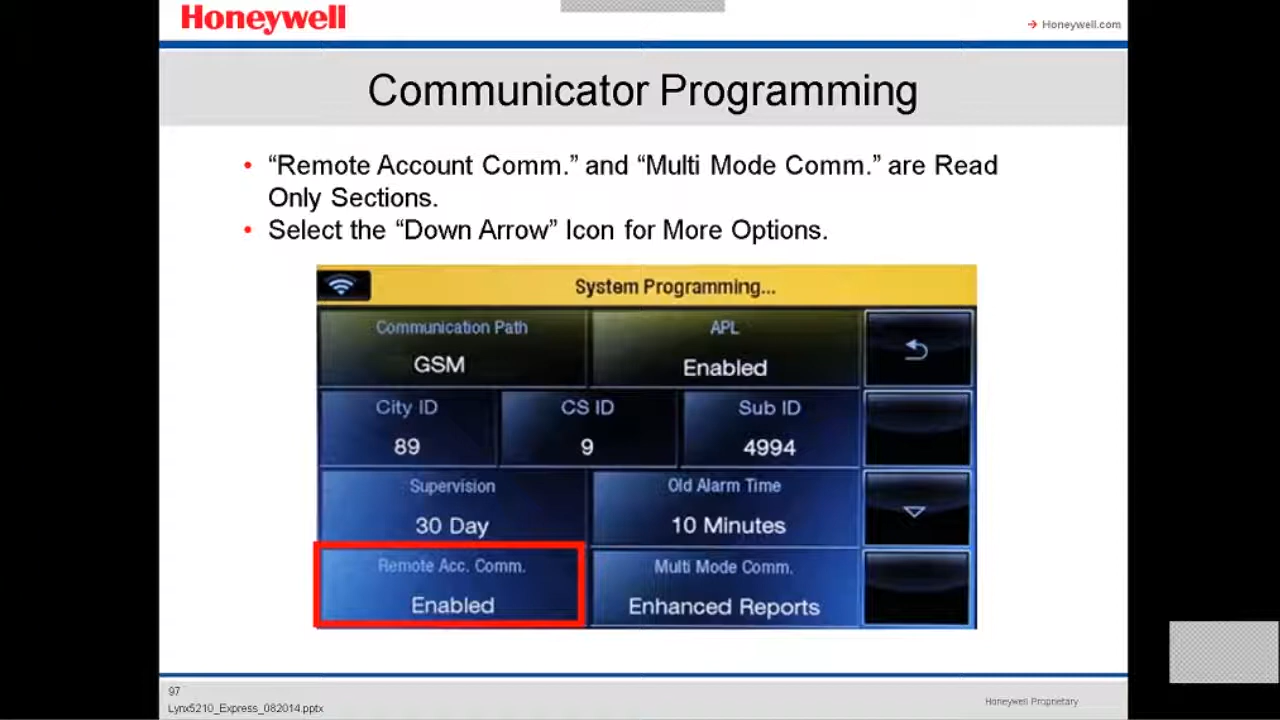 Honeywell
Honeywell.com
Communicator Programming
• “Remote Account Comm.” and “Multi Mode Comm.” are Read
Only Sections.
• Select the “Down Arrow” Icon for More Options.
System Programming...
Communication Path
APL
GSM
Enabled
City ID
CS ID
Sub ID
89
9
4994
Supervision
Old Alarm Time
30 Day
10 Minutes
Remote Acc. Comm.
Multi Mode Comm.
Enabled
Enhanced Reports
97
Lynx5210_Express_082014.pptx
Honeywell Proprietary